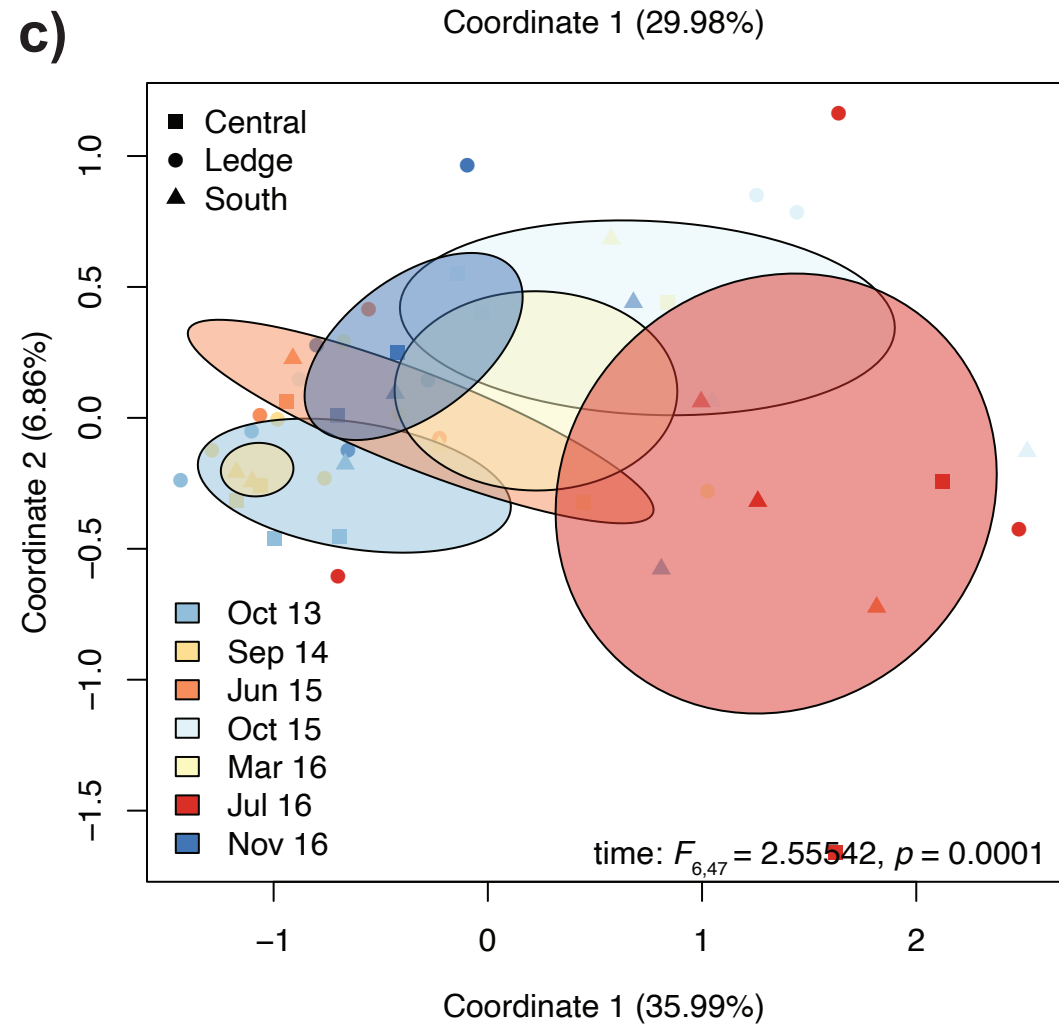 Coordinate 1 (29.98%)
c)
Central
Ledge
South
1.0
0.5
0.0
−0.5
−1.0
−1.5
Coordinate 2 (6.86%)
Oct 13
Sep 14
Jun 15
Oct 15
Mar 16
Jul 16
Nov 16
time: F6,47 = 2.55542, p = 0.0001
−1 0 1 2
Coordinate 1 (35.99%)